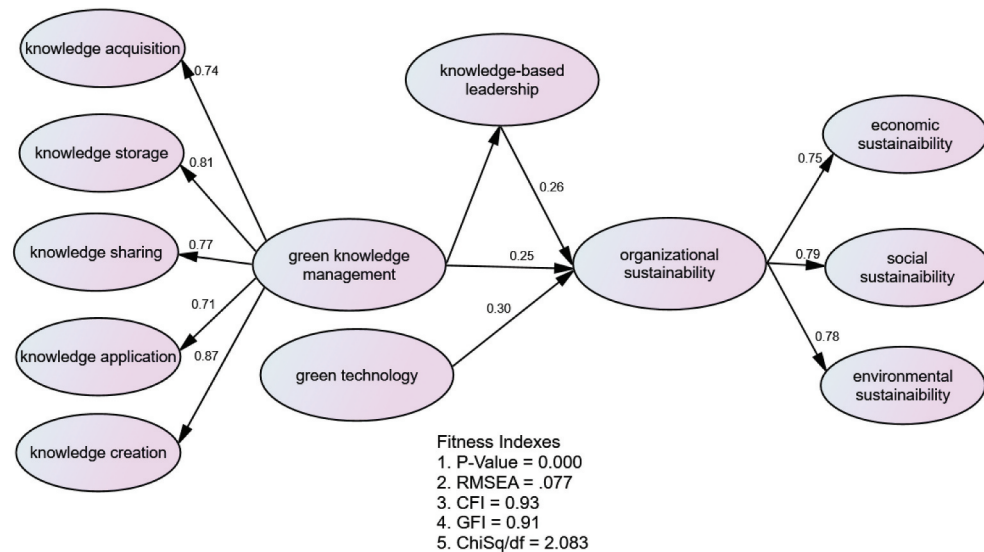 knowledge acquisition
0.74
knowledge storage
0.81
knowledge sharing
0.77
knowledge application
0.71
knowledge creation
0.87
green knowledge
management
knowledge-based
leadership
0.26
0.25
green technology
0.30
organizational
sustainability
economic
sustainaibility
0.75
social
sustainaibility
0.79
environmental
sustainaibility
0.78
Fitness Indexes
1. P-Value = 0.000
2. RMSEA = .077
3. CFI = 0.93
4. GFI = 0.91
5. ChiSq/df = 2.083